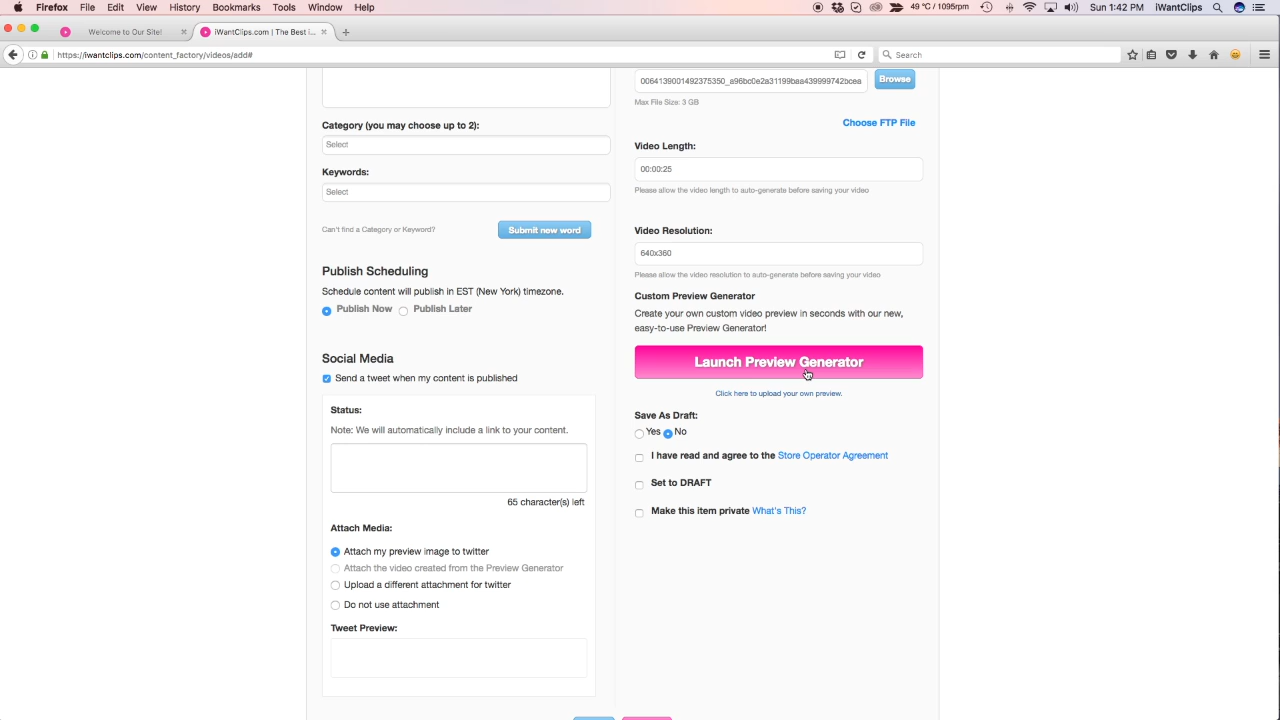 Firefox File Edit View History Bookmarks Tools Window Help
49°C / 1095rpm
Sun 1:42 PM iWantClips
Welcome to Our Site!
iWantClips.com | The Best i...
https://iwantclips.com/content_factory/videos/add#
Search
Category (you may choose up to 2):
Select
Keywords:
Select
Can't find a Category or Keyword?
Submit new word
Publish Scheduling
Schedule content will publish in EST (New York) timezone.
Publish Now
Publish Later
Social Media
Send a tweet when my content is published
Status:
Note: We will automatically include a link to your content.
65 character(s) left
Attach Media:
Attach my preview image to twitter
Attach the video created from the Preview Generator
Upload a different attachment for twitter
Do not use attachment
Tweet Preview:
0064139001492375350_a96bc0e2a31199baa439999742bcea
Browse
Max File Size: 3 GB
Choose FTP File
Video Length:
00:00:25
Please allow the video length to auto-generate before saving your video
Video Resolution:
640x360
Please allow the video resolution to auto-generate before saving your video
Custom Preview Generator
Create your own custom video preview in seconds with our new,
easy-to-use Preview Generator!
Launch Preview Generator
Click here to upload your own preview.
Save As Draft:
Yes
No
I have read and agree to the Store Operator Agreement
Set to DRAFT
Make this item private What's This?